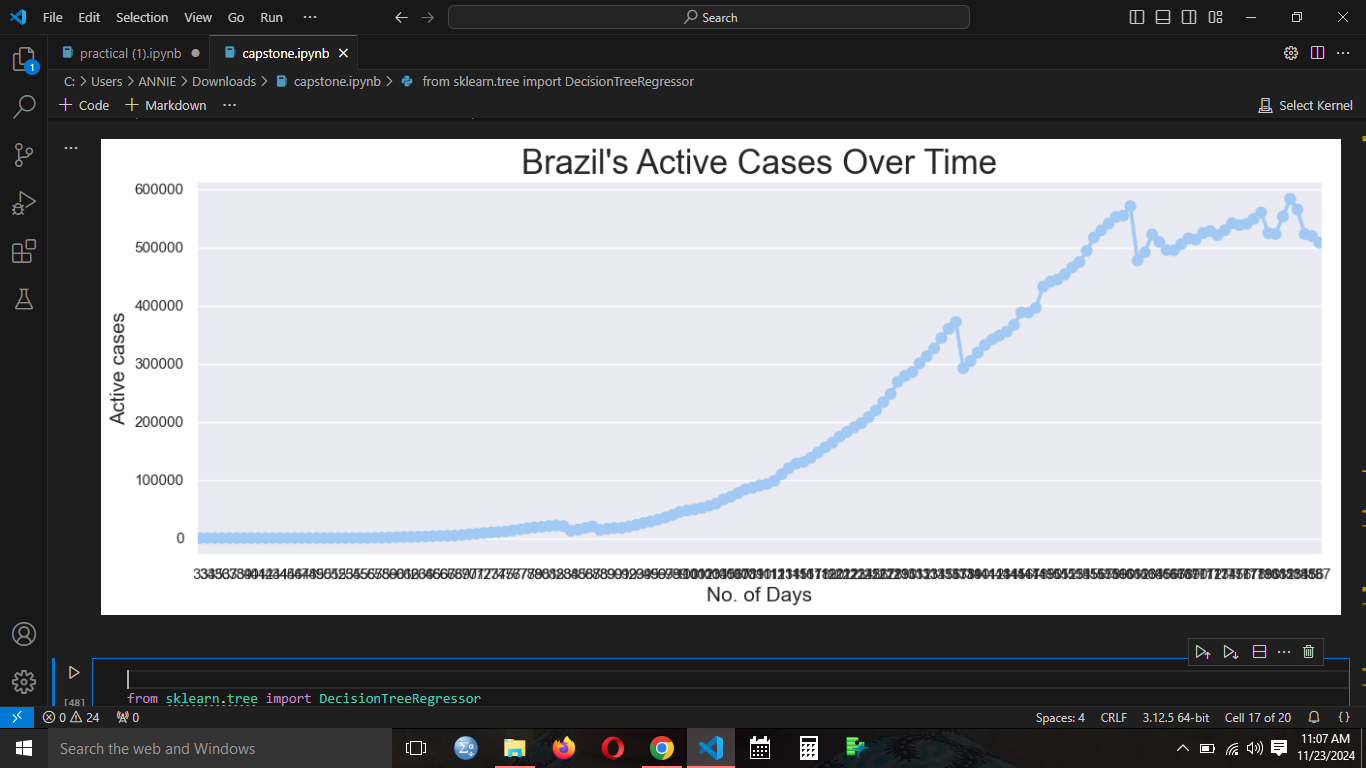 File Edit Selection View Go Run ··· Search
practical (1).ipynb capstone.ipynb
1
C: > Users > ANNIE > Downloads > capstone.ipynb > from sklearn.tree import DecisionTreeRegressor
+ Code + Markdown ··· Select Kernel
Brazil's Active Cases Over Time
600000
500000
400000
300000
200000
100000
0
Active cases
No. of Days
[48]
from sklearn.tree import DecisionTreeRegressor
0 24 0 Spaces: 4 CRLF 3.12.5 64-bit Cell 17 of 20
Search the web and Windows
11:07 AM
11/23/2024